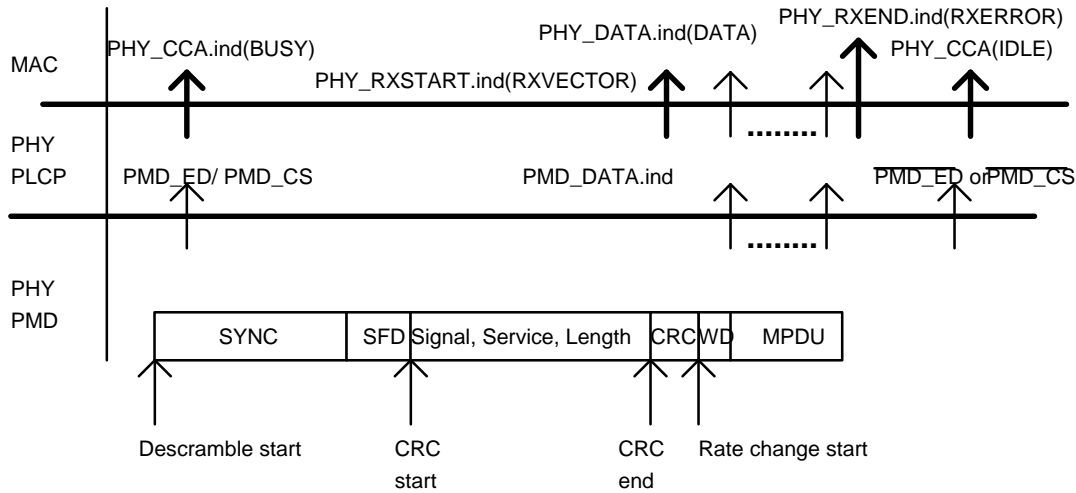 PHY_RXEND.ind(RXERROR)
PHY_DATA.ind(DATA)
PHY_CCA.ind(BUSY)
PHY_CCA(IDLE)
MAC
PHY_RXSTART.ind(RXVECTOR)
PHY
PLCP
PMD_ED/ PMD_CS
PMD_DATA.ind
PMD_ED or PMD_CS
PHY
PMD
SYNC
SFD
Signal, Service, Length
CRC
WD
MPDU
Descramble start
CRC
start
CRC
end
Rate change start